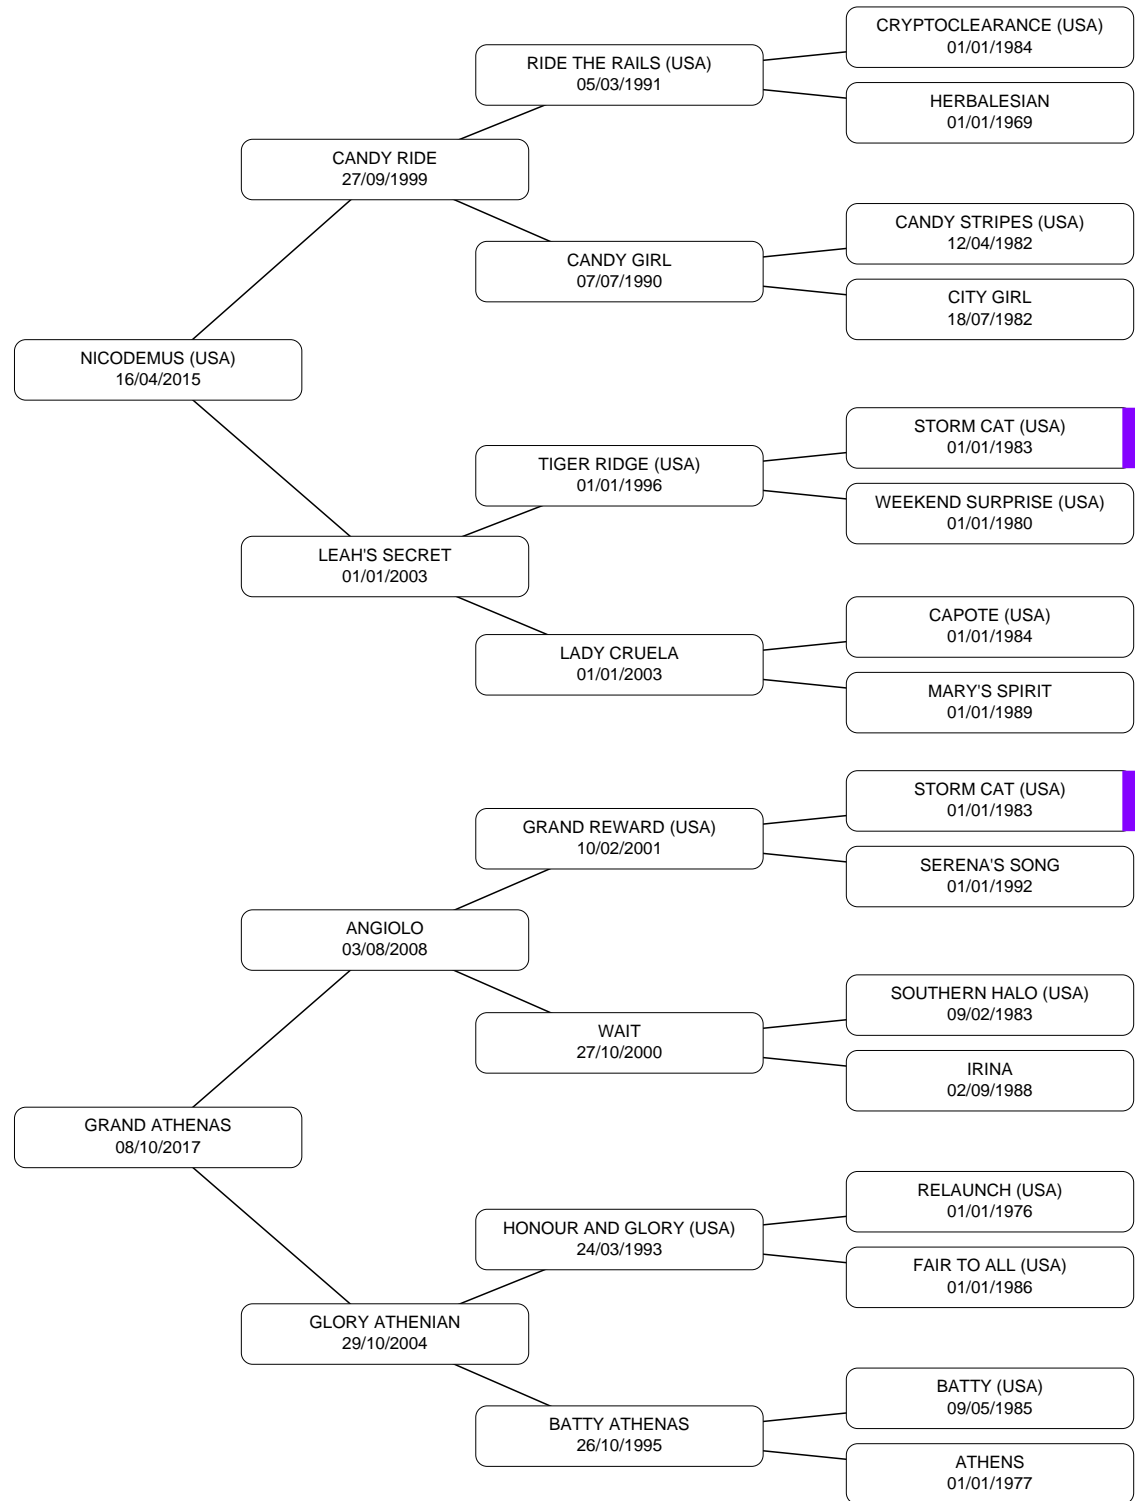 CRYPTOCLEARANCE (USA)
01/01/1984
RIDE THE RAILS (USA)
05/03/1991
HERBALESIAN
01/01/1969
CANDY RIDE
27/09/1999
CANDY STRIPES (USA)
12/04/1982
CANDY GIRL
07/07/1990
CITY GIRL
18/07/1982
NICODEMUS (USA)
16/04/2015
STORM CAT (USA)
01/01/1983
TIGER RIDGE (USA)
01/01/1996
WEEKEND SURPRISE (USA)
01/01/1980
LEAH'S SECRET
01/01/2003
CAPOTE (USA)
01/01/1984
LADY CRUELA
01/01/2003
MARY'S SPIRIT
01/01/1989
STORM CAT (USA)
01/01/1983
GRAND REWARD (USA)
10/02/2001
SERENA'S SONG
01/01/1992
ANGIOLO
03/08/2008
SOUTHERN HALO (USA)
09/02/1983
WAIT
27/10/2000
IRINA
02/09/1988
GRAND ATHENAS
08/10/2017
RELAUNCH (USA)
01/01/1976
HONOUR AND GLORY (USA)
24/03/1993
FAIR TO ALL (USA)
01/01/1986
GLORY ATHENIAN
29/10/2004
BATTY (USA)
09/05/1985
BATTY ATHENAS
26/10/1995
ATHENS
01/01/1977